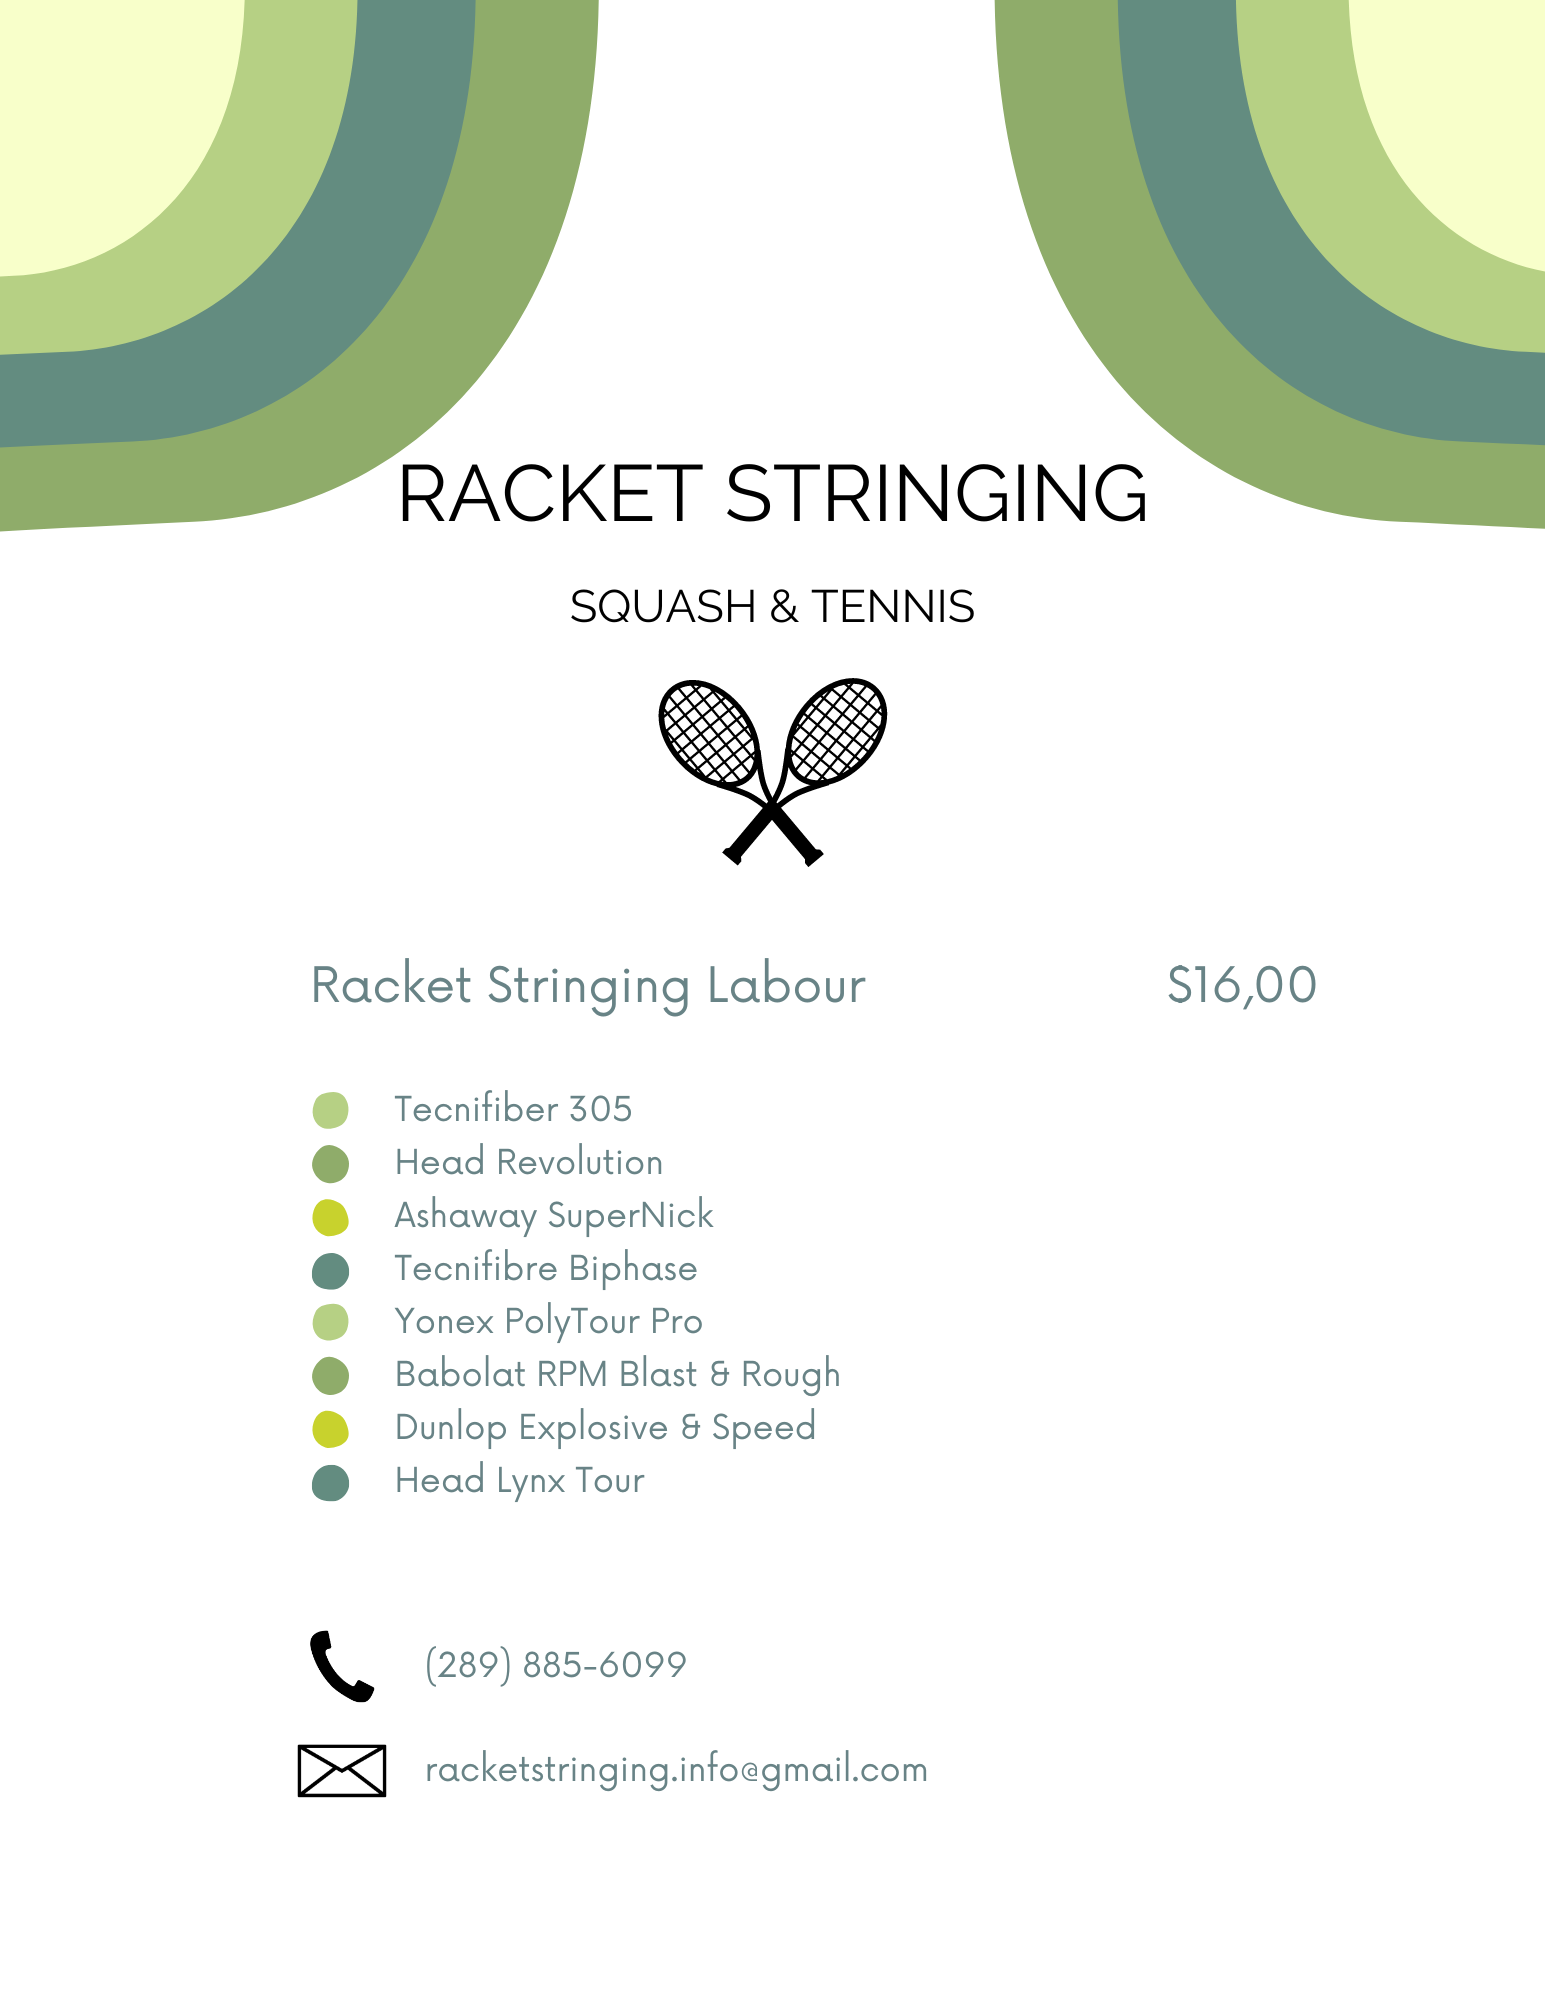 RACKET STRINGING
SQUASH & TENNIS
Racket Stringing Labour $16,00
Tecnifiber 305
Head Revolution
Ashaway SuperNick
Tecnifibre Biphase
Yonex PolyTour Pro
Babolat RPM Blast & Rough
Dunlop Explosive & Speed
Head Lynx Tour
(289) 885-6099
racketstringing.info@gmail.com